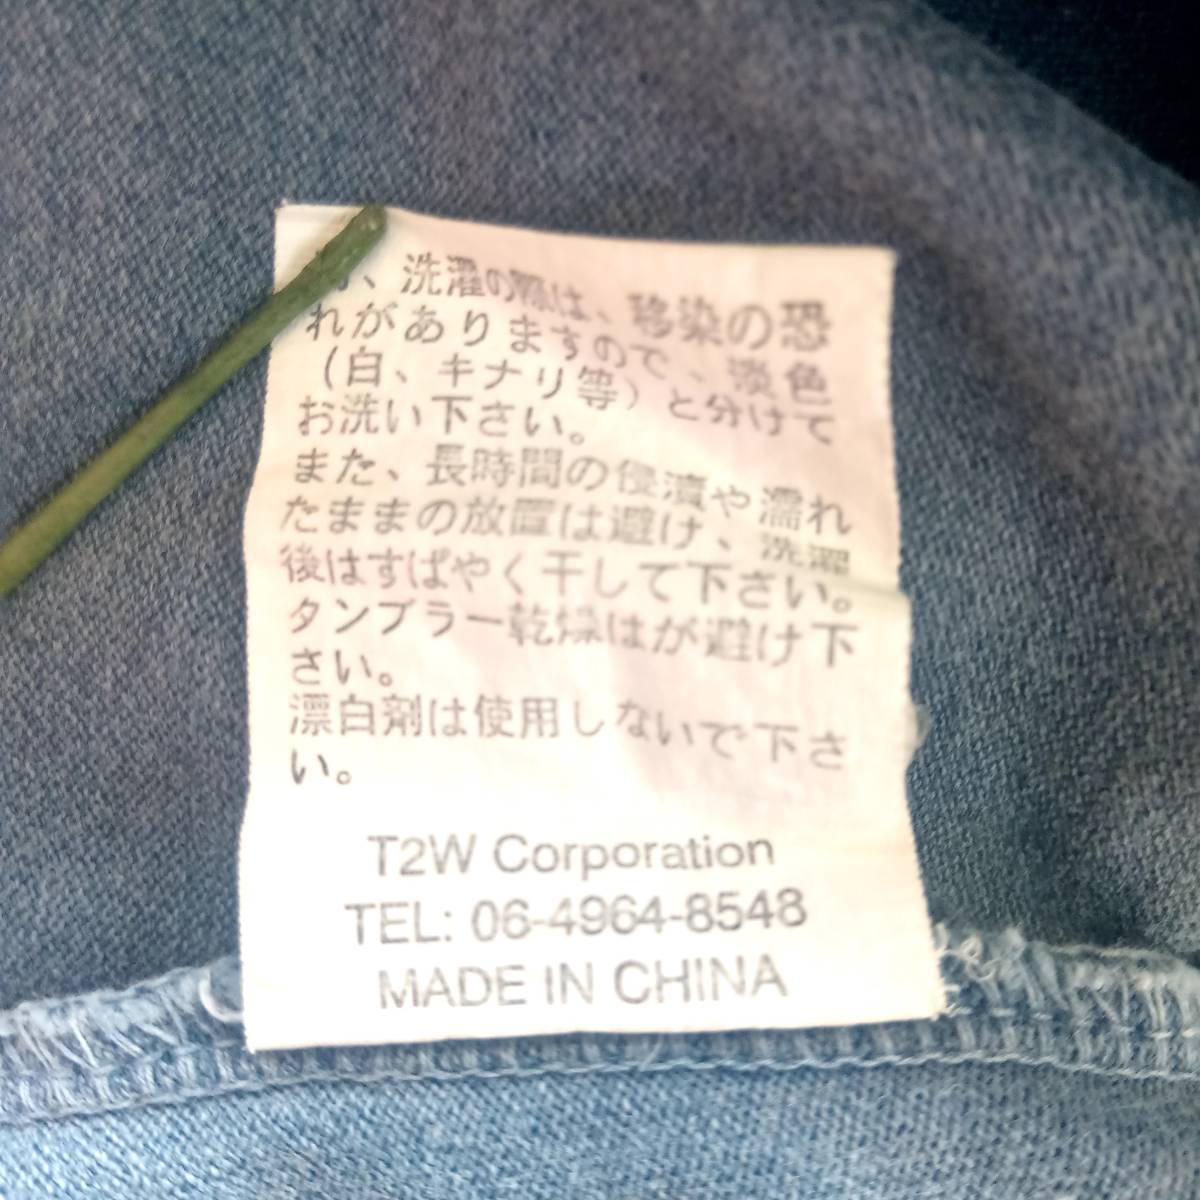 、洗濯の際は、移染の恐
れがありますので、淡色
（白、キナリ等）と分けて
お洗い下さい。
また、長時間の侵漬や濡れ
たままの放置は避け、洗濯
後はすばやく干して下さい。
タンブラー乾燥はが避け下
さい。
漂白剤は使用しないで下さ
い。
T2W Corporation
TEL: 06-4964-8548
MADE IN CHINA